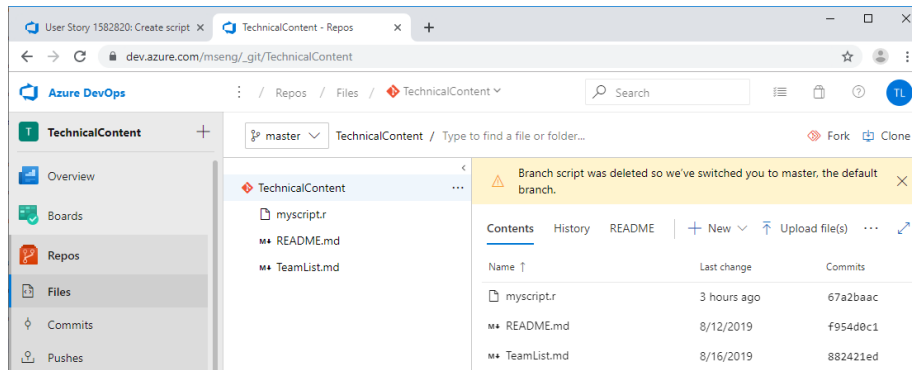 User Story 1582820: Create script
TechnicalContent - Repos
dev.azure.com/mseng/_git/TechnicalContent
Azure DevOps
/ Repos / Files / TechnicalContent
Search
TL
T TechnicalContent
master
TechnicalContent / Type to find a file or folder...
Fork
Clone
Overview
Boards
Repos
Files
Commits
Pushes
TechnicalContent
myscript.r
M↓ README.md
M↓ TeamList.md
Branch script was deleted so we've switched you to master, the default
branch.
Contents History README + New Upload file(s)
Name ↑ Last change Commits
myscript.r 3 hours ago 67a2baac
M↓ README.md 8/12/2019 f954d0c1
M↓ TeamList.md 8/16/2019 882421ed